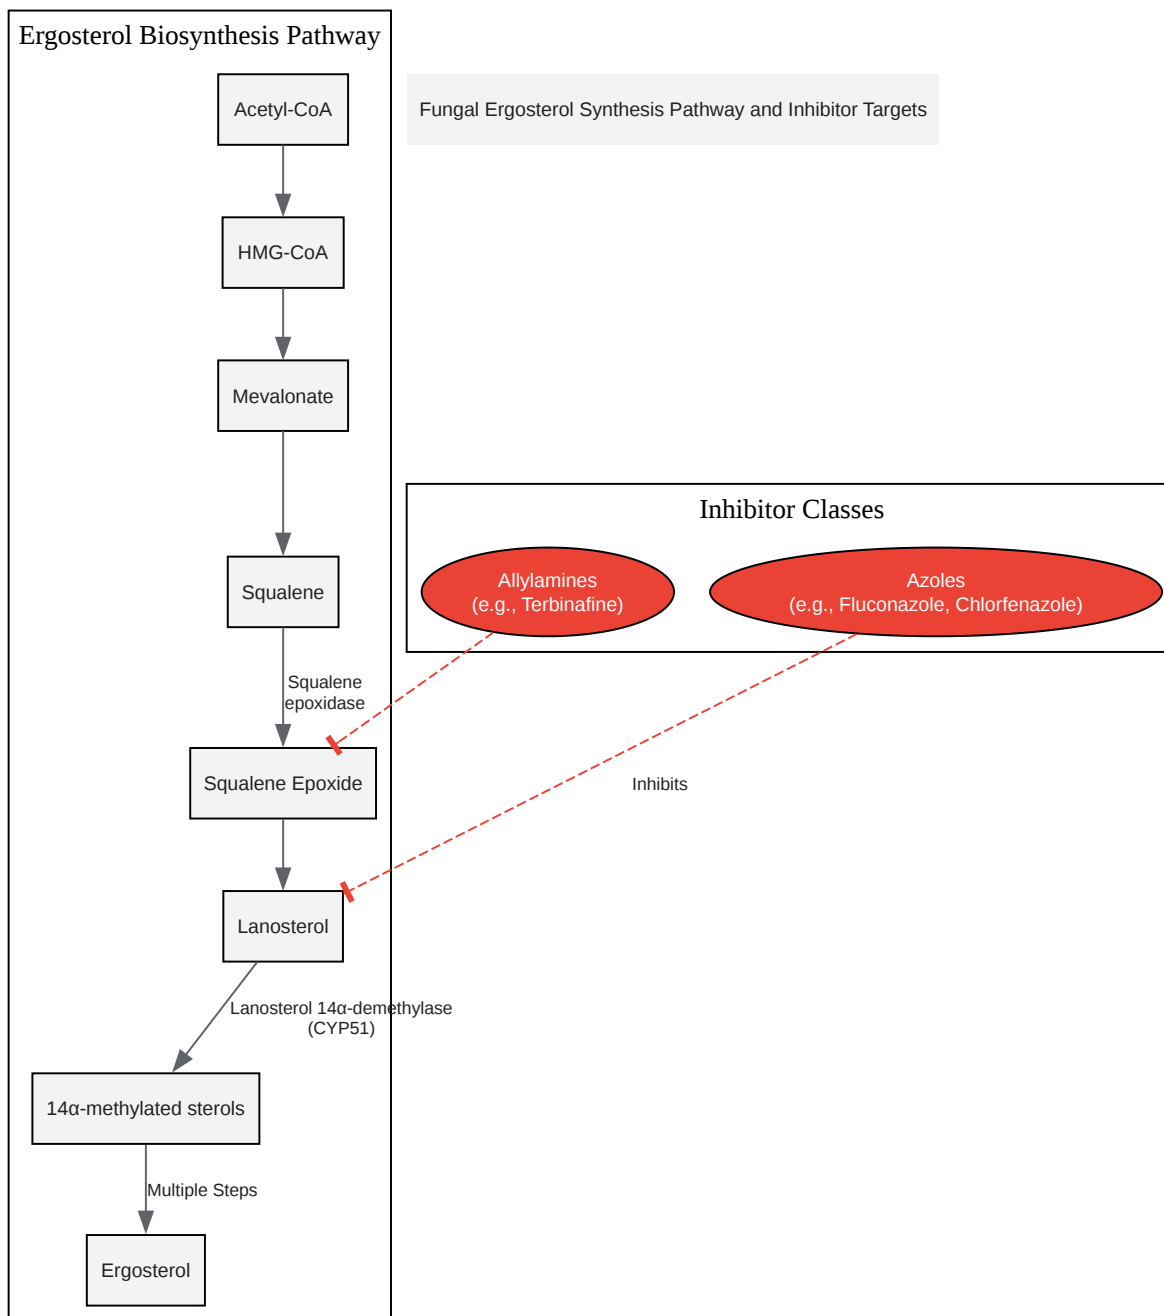 Ergosterol Biosynthesis Pathway
Acetyl-CoA
Fungal Ergosterol Synthesis Pathway and Inhibitor Targets
HMG-CoA
Mevalonate
Inhibitor Classes
Allylamines
(e.g., Terbinafine)
Azoles
(e.g., Fluconazole, Chlorfenazole)
Squalene
Squalene
epoxidase
Squalene Epoxide
Inhibits
Lanosterol
Lanosterol 14α-demethylase
(CYP51)
14α-methylated sterols
Multiple Steps
Ergosterol